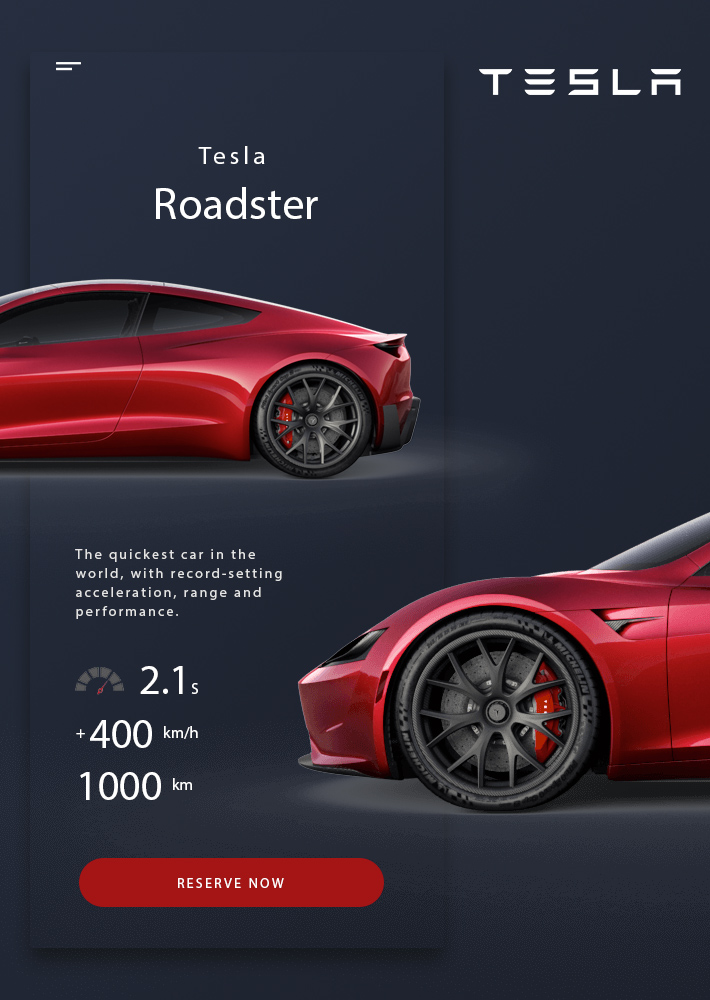 TESLA
Tesla
Roadster
The quickest car in the
world, with record-setting
acceleration, range and
performance.
2.1s
+400 km/h
1000 km
RESERVE NOW
MICHELIN